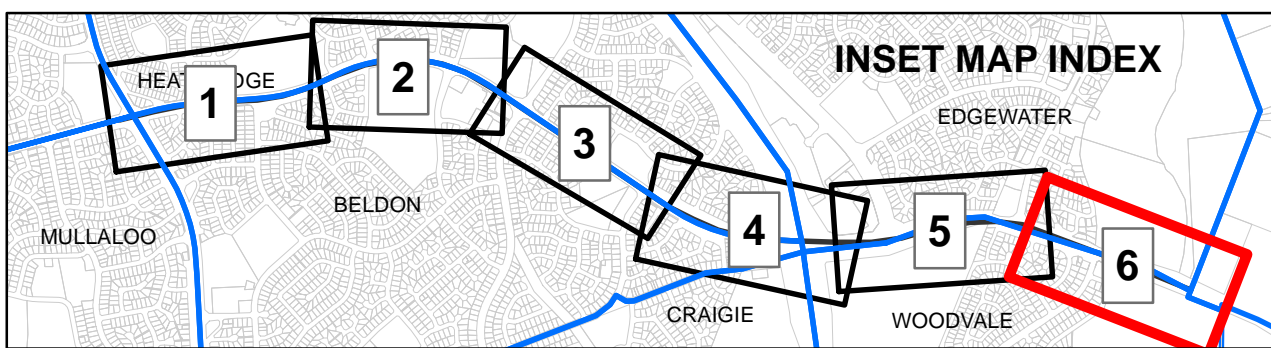 INSET MAP INDEX
1
2
3
4
5
6
EDGEWATER
BELDON
MULLALOO
CRAIGIE
WOODVALE